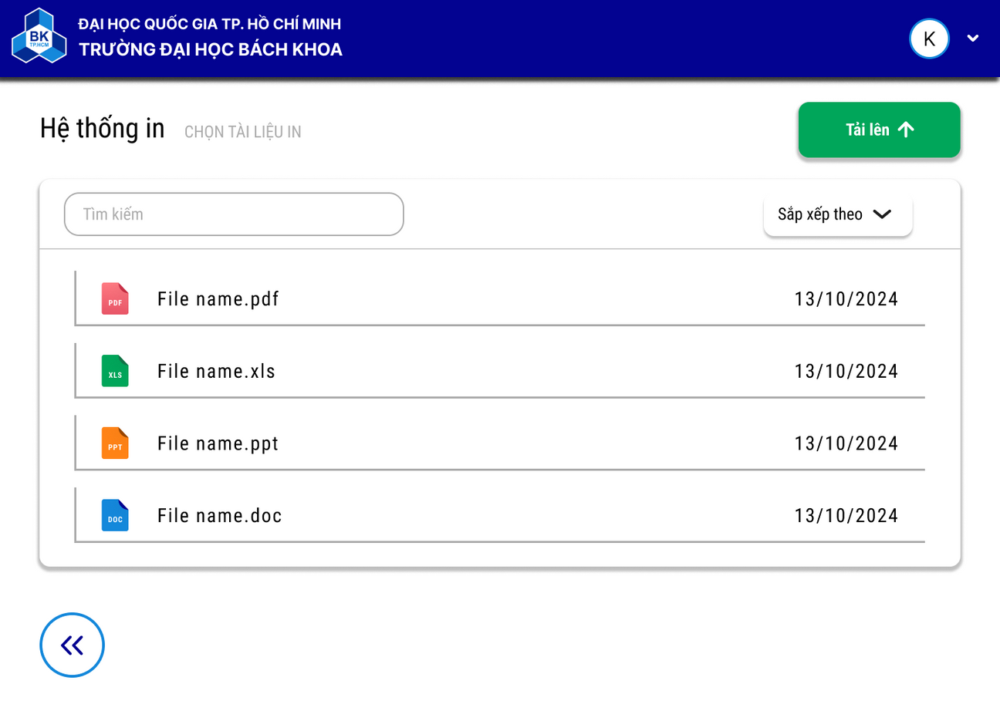 BK
TP.HCM
ĐẠI HỌC QUỐC GIA TP. HỒ CHÍ MINH
TRƯỜNG ĐẠI HỌC BÁCH KHOA
K
Hệ thống in
CHỌN TÀI LIỆU IN
Tải lên
Tìm kiếm
Sắp xếp theo
PDF
File name.pdf
13/10/2024
XLS
File name.xls
13/10/2024
PPT
File name.ppt
13/10/2024
DOC
File name.doc
13/10/2024